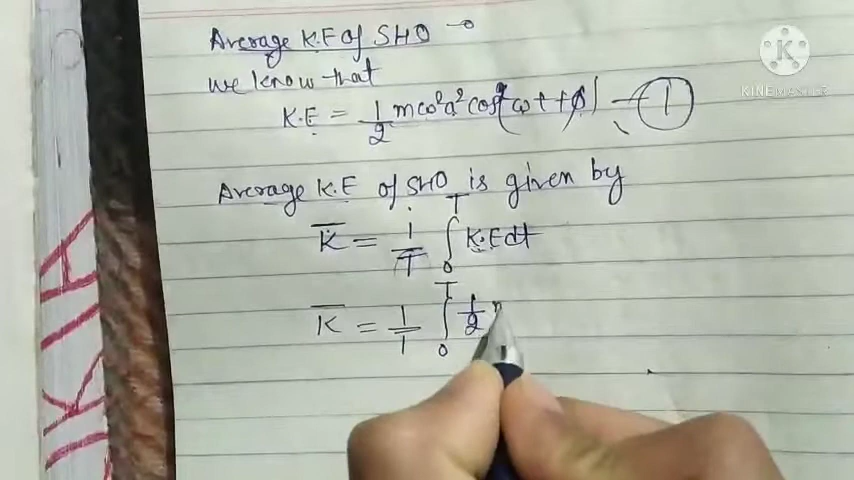 Average K.E of SHO →
we know that
K.E = 1/2 mω²a² cos²(ωt + φ) — ①
Average K.E of SHO is given by
K̅ = 1/T ∫₀ᵀ K.E dt
K̅ = 1/T ∫₀ᵀ 1/2
KINEMASTER